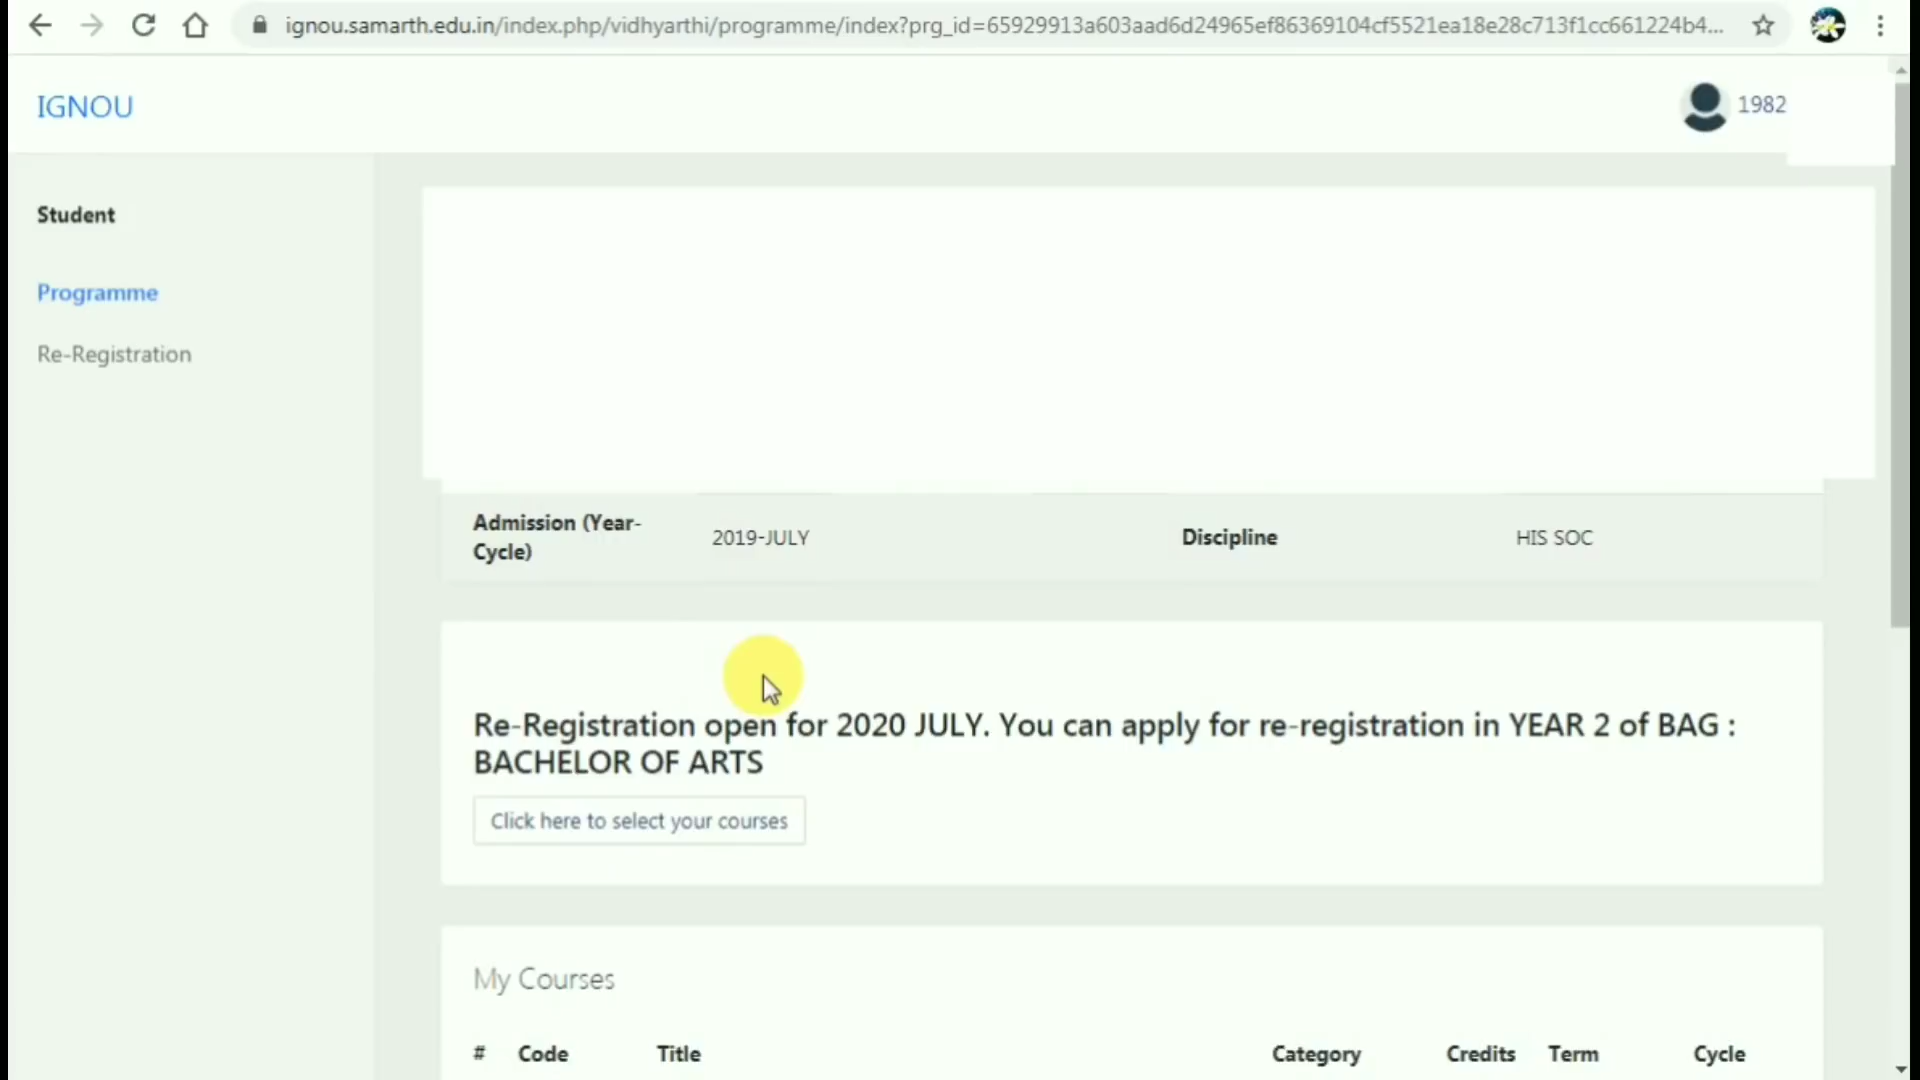 ignou.samarth.edu.in/index.php/vidhyarthi/programme/index?prg_id=65929913a603aad6d24965ef86369104cf5521ea18e28c713f1cc661224b4...
IGNOU
1982
Student
Programme
Re-Registration
Admission (Year-
Cycle)
2019-JULY
Discipline
HIS SOC
Re-Registration open for 2020 JULY. You can apply for re-registration in YEAR 2 of BAG :
BACHELOR OF ARTS
Click here to select your courses
My Courses
# Code Title Category Credits Term Cycle